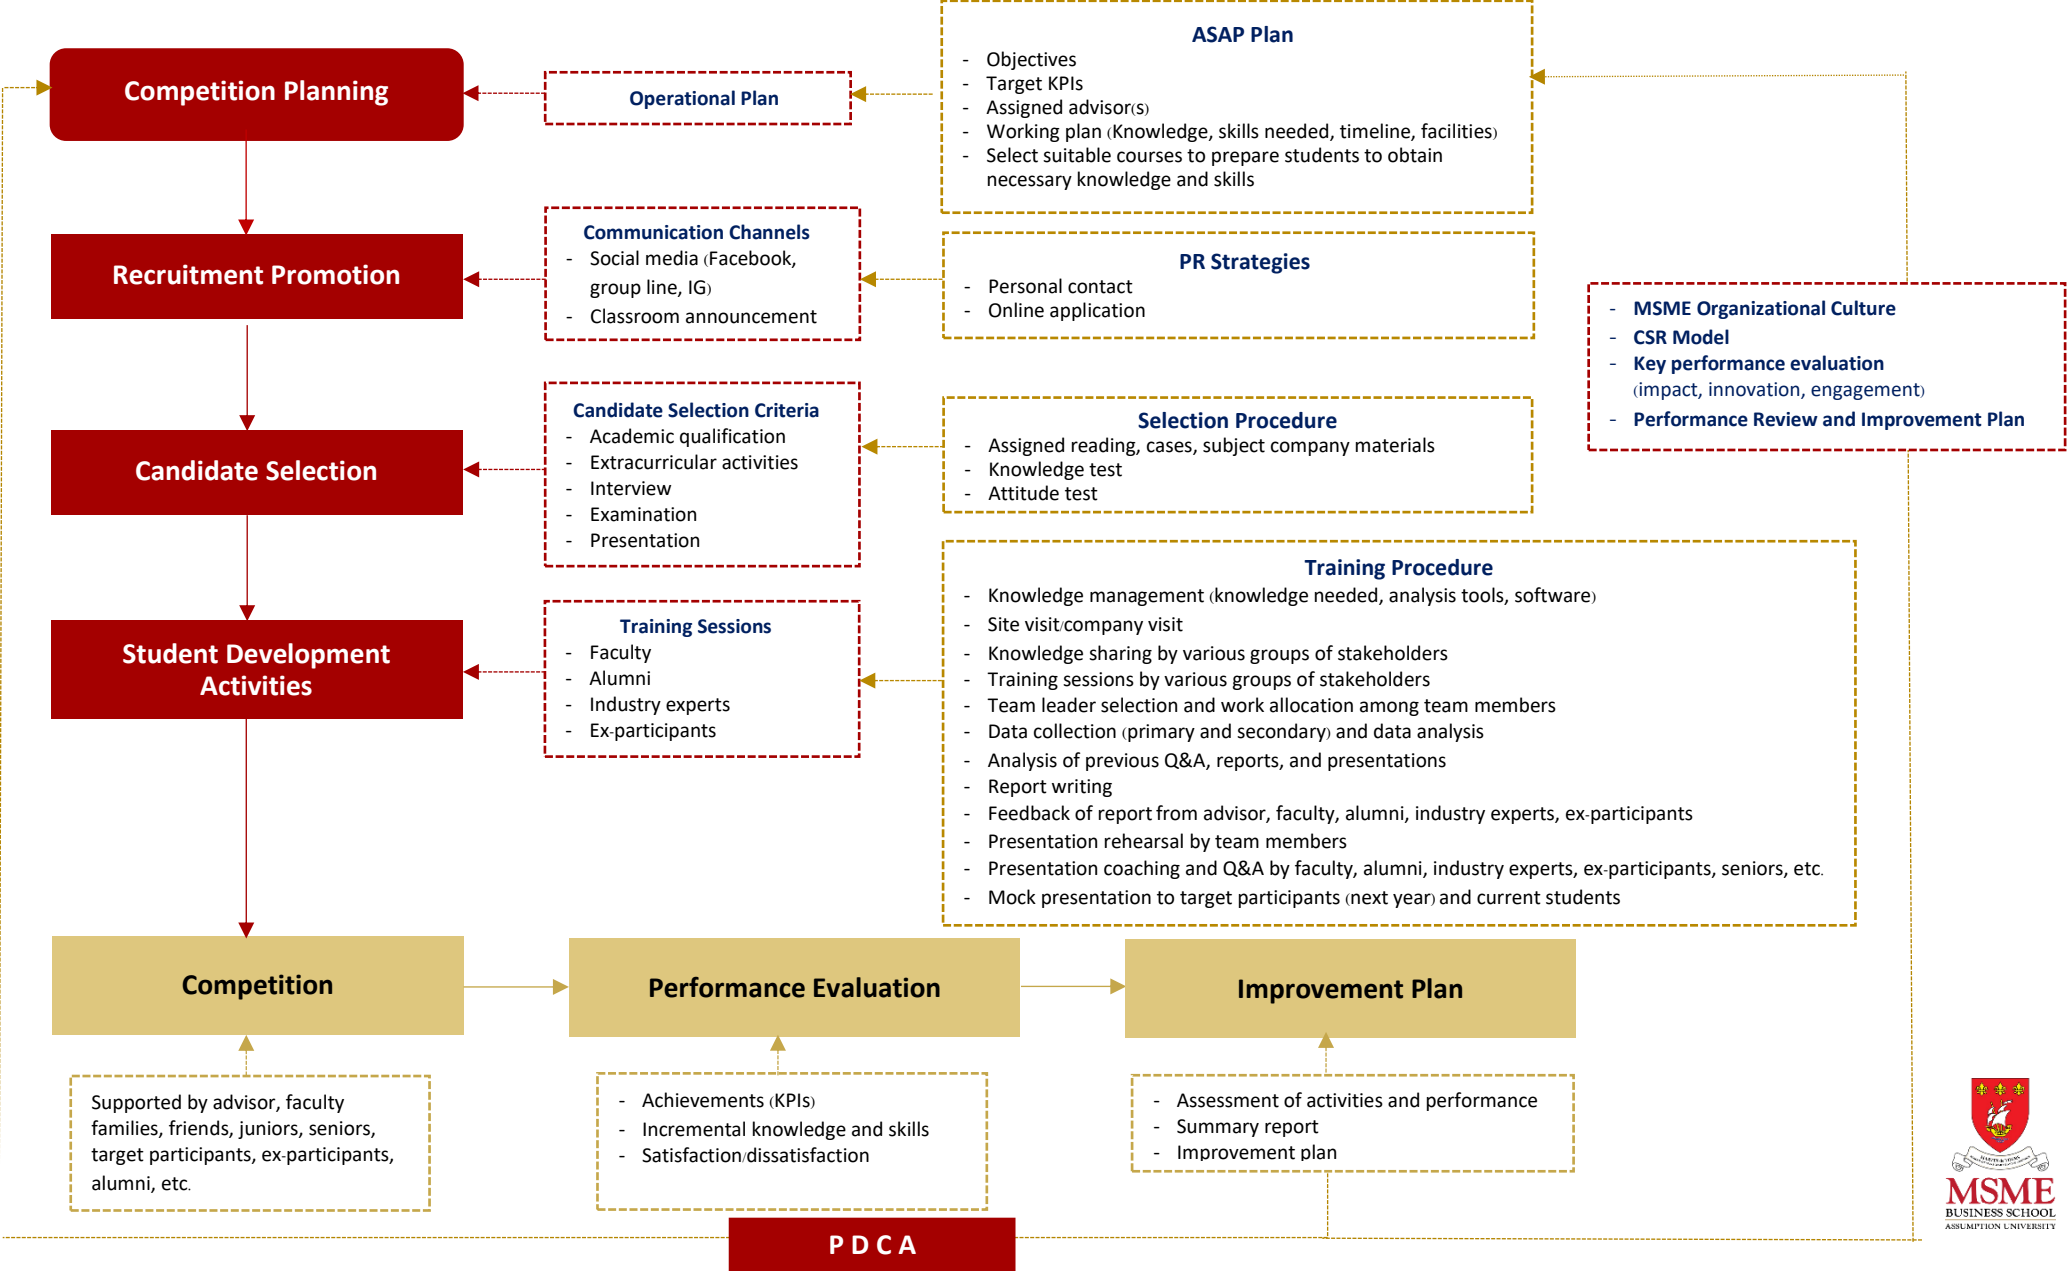 Competition Planning
Operational Plan
ASAP Plan
- Objectives
- Target KPIs
- Assigned advisor(s)
- Working plan (Knowledge, skills needed, timeline, facilities)
- Select suitable courses to prepare students to obtain
necessary knowledge and skills
Recruitment Promotion
Communication Channels
- Social media (Facebook,
group line, IG)
- Classroom announcement
PR Strategies
- Personal contact
- Online application
- MSME Organizational Culture
- CSR Model
- Key performance evaluation
(impact, innovation, engagement)
- Performance Review and Improvement Plan
Candidate Selection
Candidate Selection Criteria
- Academic qualification
- Extracurricular activities
- Interview
- Examination
- Presentation
Selection Procedure
- Assigned reading, cases, subject company materials
- Knowledge test
- Attitude test
Student Development
Activities
Training Sessions
- Faculty
- Alumni
- Industry experts
- Ex-participants
Training Procedure
- Knowledge management (knowledge needed, analysis tools, software)
- Site visit/company visit
- Knowledge sharing by various groups of stakeholders
- Training sessions by various groups of stakeholders
- Team leader selection and work allocation among team members
- Data collection (primary and secondary) and data analysis
- Analysis of previous Q&A, reports, and presentations
- Report writing
- Feedback of report from advisor, faculty, alumni, industry experts, ex-participants
- Presentation rehearsal by team members
- Presentation coaching and Q&A by faculty, alumni, industry experts, ex-participants, seniors, etc.
- Mock presentation to target participants (next year) and current students
Competition
Performance Evaluation
Improvement Plan
Supported by advisor, faculty
families, friends, juniors, seniors,
target participants, ex-participants,
alumni, etc.
- Achievements (KPIs)
- Incremental knowledge and skills
- Satisfaction/dissatisfaction
- Assessment of activities and performance
- Summary report
- Improvement plan
P D C A
MSME
BUSINESS SCHOOL
ASSUMPTION UNIVERSITY